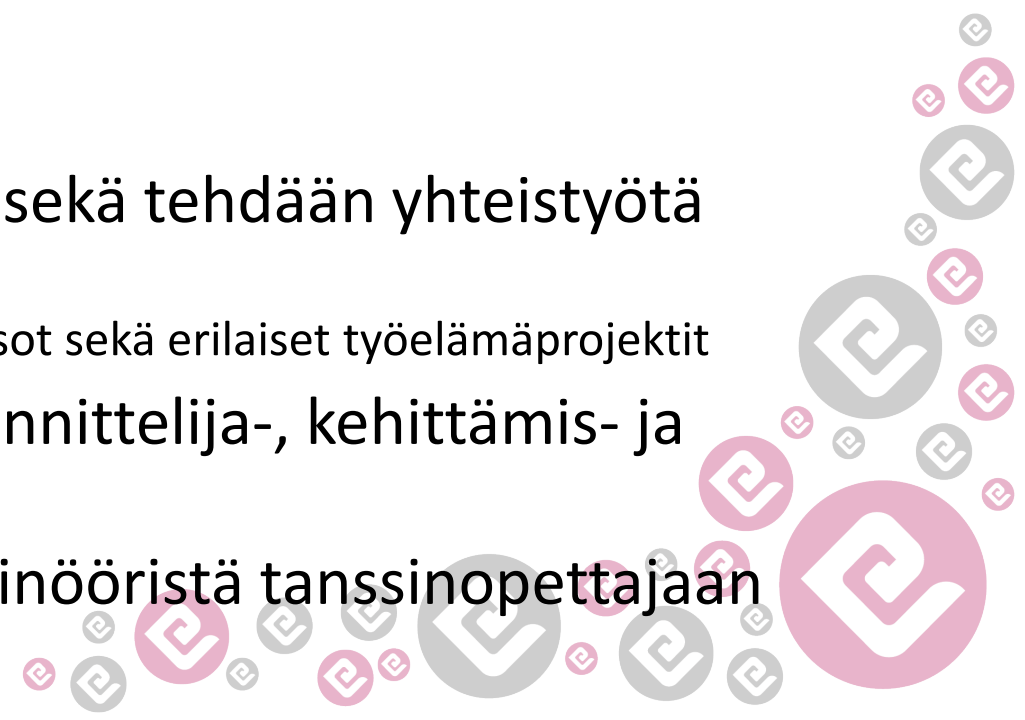 sekä tehdään yhteistyötä
sot sekä erilaiset työelämäprojektit
nnittelija-, kehittämis- ja
inööristä tanssinopettajaan